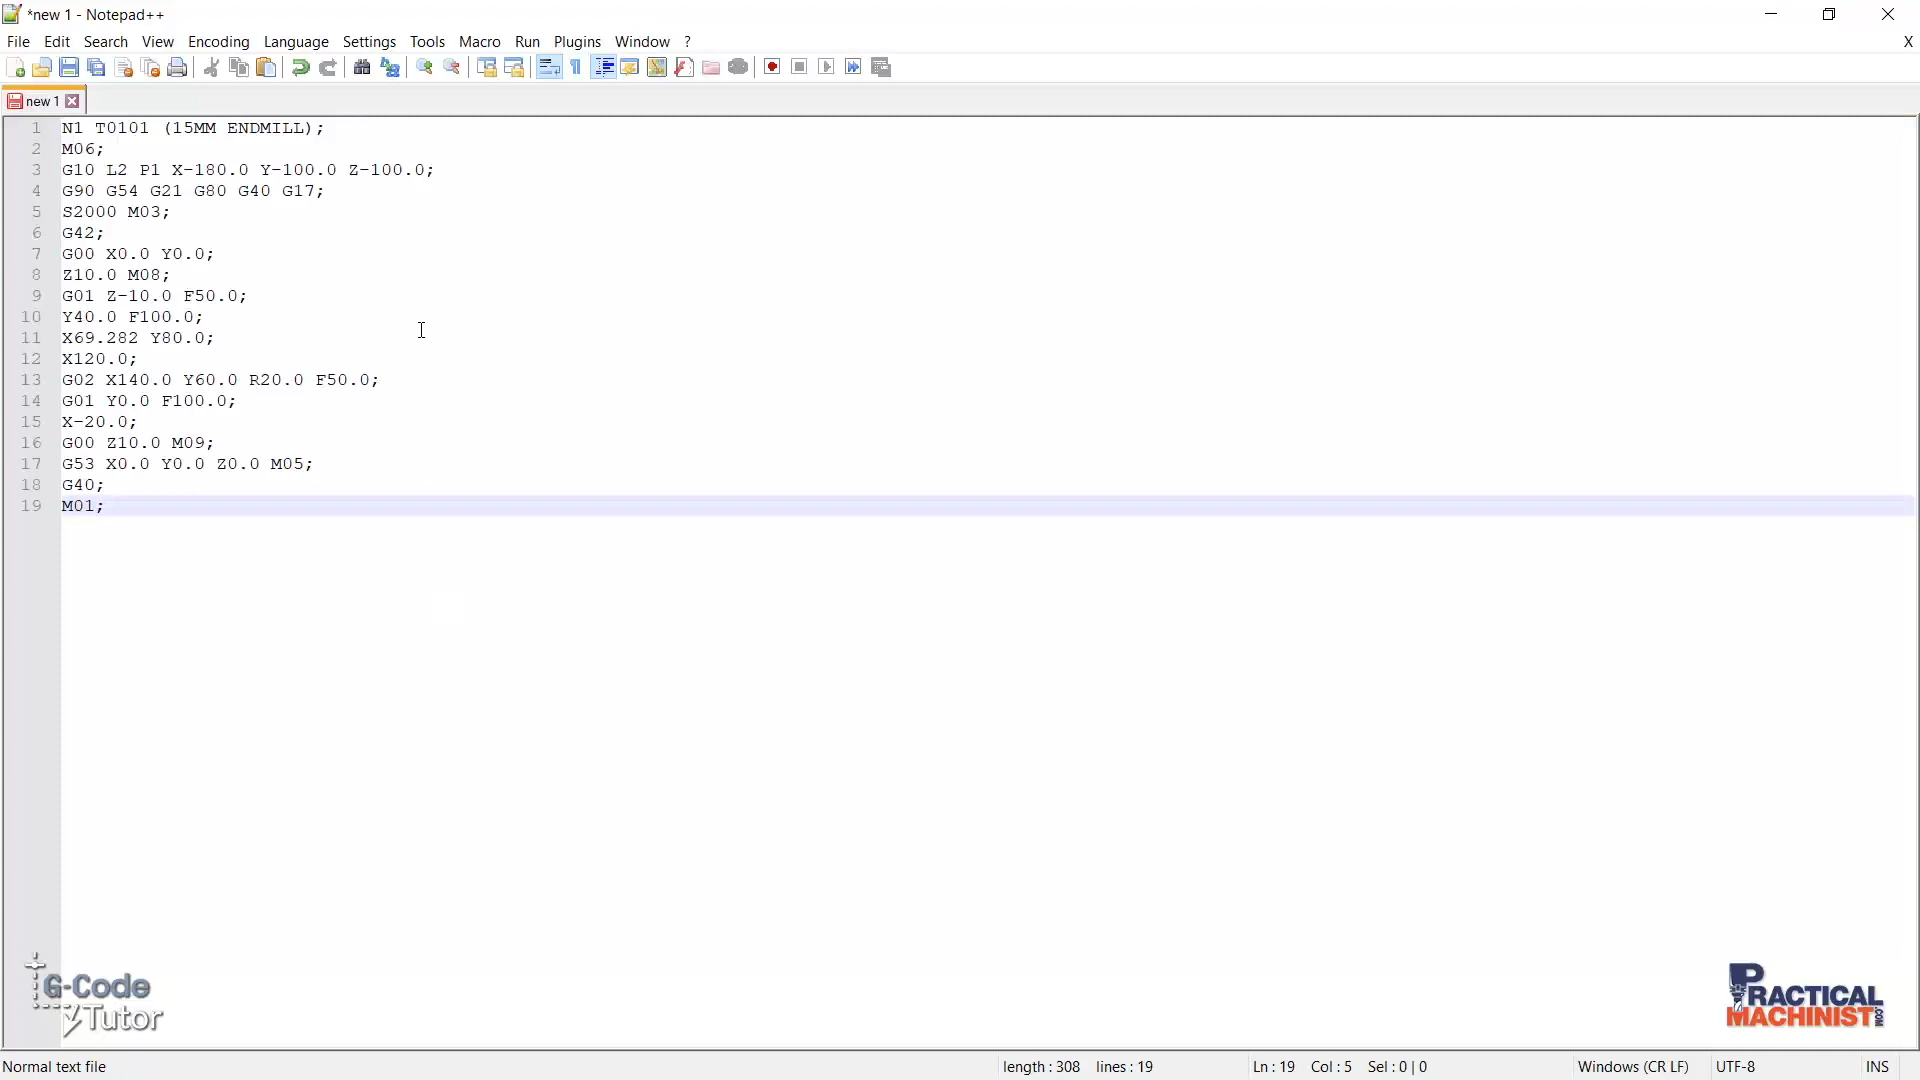 *new 1 - Notepad++
File Edit Search View Encoding Language Settings Tools Macro Run Plugins Window ? X
new 1
1 N1 T0101 (15MM ENDMILL);
2 M06;
3 G10 L2 P1 X-180.0 Y-100.0 Z-100.0;
4 G90 G54 G21 G80 G40 G17;
5 S2000 M03;
6 G42;
7 G00 X0.0 Y0.0;
8 Z10.0 M08;
9 G01 Z-10.0 F50.0;
10 Y40.0 F100.0;
11 X69.282 Y80.0;
12 X120.0;
13 G02 X140.0 Y60.0 R20.0 F50.0;
14 G01 Y0.0 F100.0;
15 X-20.0;
16 G00 Z10.0 M09;
17 G53 X0.0 Y0.0 Z0.0 M05;
18 G40;
19 M01;
G-Code
Tutor
PRACTICAL
MACHINIST.COM
Normal text file length : 308 lines : 19 Ln : 19 Col : 5 Sel : 0 | 0 Windows (CR LF) UTF-8 INS